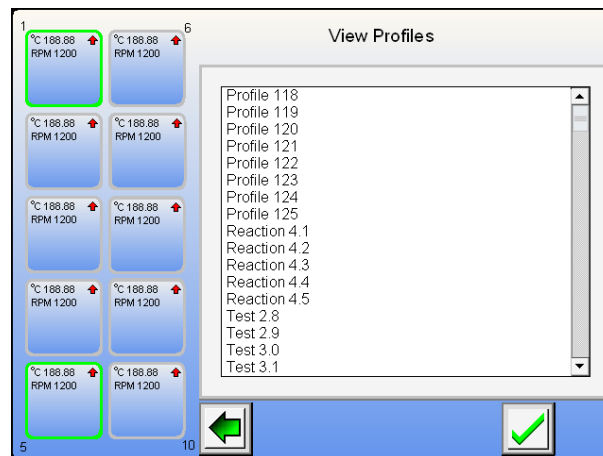 View Profiles
1
6
°C 188.88
RPM 1200
°C 188.88
RPM 1200
°C 188.88
RPM 1200
°C 188.88
RPM 1200
°C 188.88
RPM 1200
°C 188.88
RPM 1200
°C 188.88
RPM 1200
°C 188.88
RPM 1200
°C 188.88
RPM 1200
°C 188.88
RPM 1200
5
10
Profile 118
Profile 119
Profile 120
Profile 121
Profile 122
Profile 123
Profile 124
Profile 125
Reaction 4.1
Reaction 4.2
Reaction 4.3
Reaction 4.4
Reaction 4.5
Test 2.8
Test 2.9
Test 3.0
Test 3.1